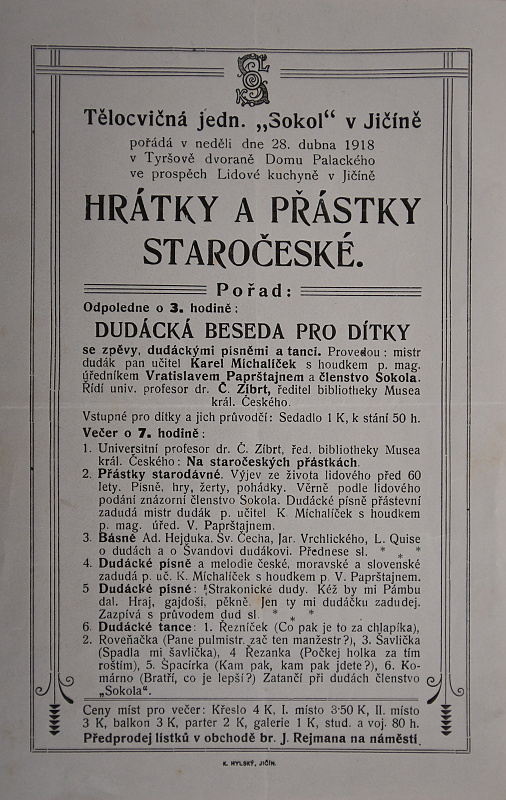 Tělocvičná jedn. „Sokol“ v Jičíně
pořádá v neděli dne 28. dubna 1918
v Tyršově dvoraně Domu Palackého
ve prospěch Lidové kuchyně v Jičíně
HRÁTKY A PŘÁSTKY
STAROČESKÉ.
Pořad:
Odpoledne o 3. hodině:
DUDÁCKÁ BESEDA PRO DÍTKY
se zpěvy, dudáckými písněmi a tanci. Provedou: mistr
dudák pan učitel Karel Michalíček s houdkem p. mag.
úředníkem Vratislavem Paprštajnem a členstvo Sokola.
Řídí univ. profesor dr. Č. Zíbrt, ředitel bibliotheky Musea
král. Českého.
Vstupné pro dítky a jich průvodčí: Sedadlo 1 K, k stání 50 h.
Večer o 7. hodině:
1. Universitní profesor dr. Č. Zíbrt, řed. bibliotheky Musea
král. Českého: Na staročeských přástkách.
2. Přástky starodávné. Výjev ze života lidového před 60
lety. Písně, hry, žerty, pohádky. Věrně podle lidového
podání znázorní členstvo Sokola. Dudácké písně přástevní
zadudá mistr dudák p. učitel K. Michalíček s houdkem
p. mag. úřed. V. Paprštajnem.
3. Básně Ad. Hejduka, Sv. Čecha, Jar. Vrchlického, L. Quise
o dudách a o Švandovi dudákovi. Přednese sl. * * *
4. Dudácké písně a melodie české, moravské a slovenské
zadudá p. uč. K. Michalíček s houdkem p. V. Paprštajnem.
5 Dudácké písně: Strakonické dudy. Kéž by mi Pámbu
dal. Hraj, gajdoši, pěkně. Jen ty mi dudáčku zadudej.
Zazpívá s průvodem dud sl. * * *
6. Dudácké tance: 1. Řezníček (Co pak je to za chlapíka),
2. Roveňačka (Pane pulmistr, zač ten manžestr?), 3. Šavlička
(Spadla mi šavlička), 4 Řezanka (Počkej holka za tím
roštím), 5. Špacírka (Kam pak, kam pak jdete?), 6. Ko-
márno (Bratří, co je lepší?) Zatančí při dudách členstvo
„Sokola“.
Ceny míst pro večer: Křeslo 4 K, I. místo 3·50 K, II. místo
3 K, balkon 3 K, parter 2 K, galerie 1 K, stud. a voj. 80 h.
Předprodej lístků v obchodě br. J. Rejmana na náměstí.
K. HYLSKÝ, JIČÍN.